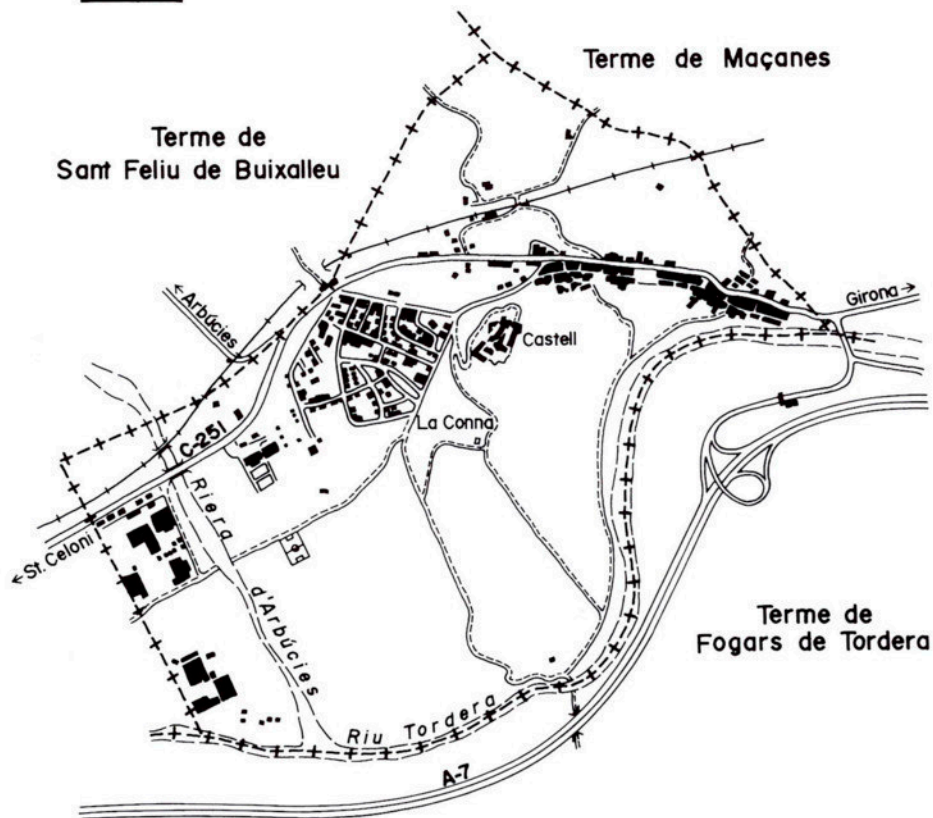 Terme de Maçanes
Terme de
Sant Feliu de Buixalleu
Arbúcies
Girona
Castell
C-251
La Conna
Riera
d'Arbúcies
St. Celoni
Terme de
Fogars de Tordera
Riu Tordera
A-7